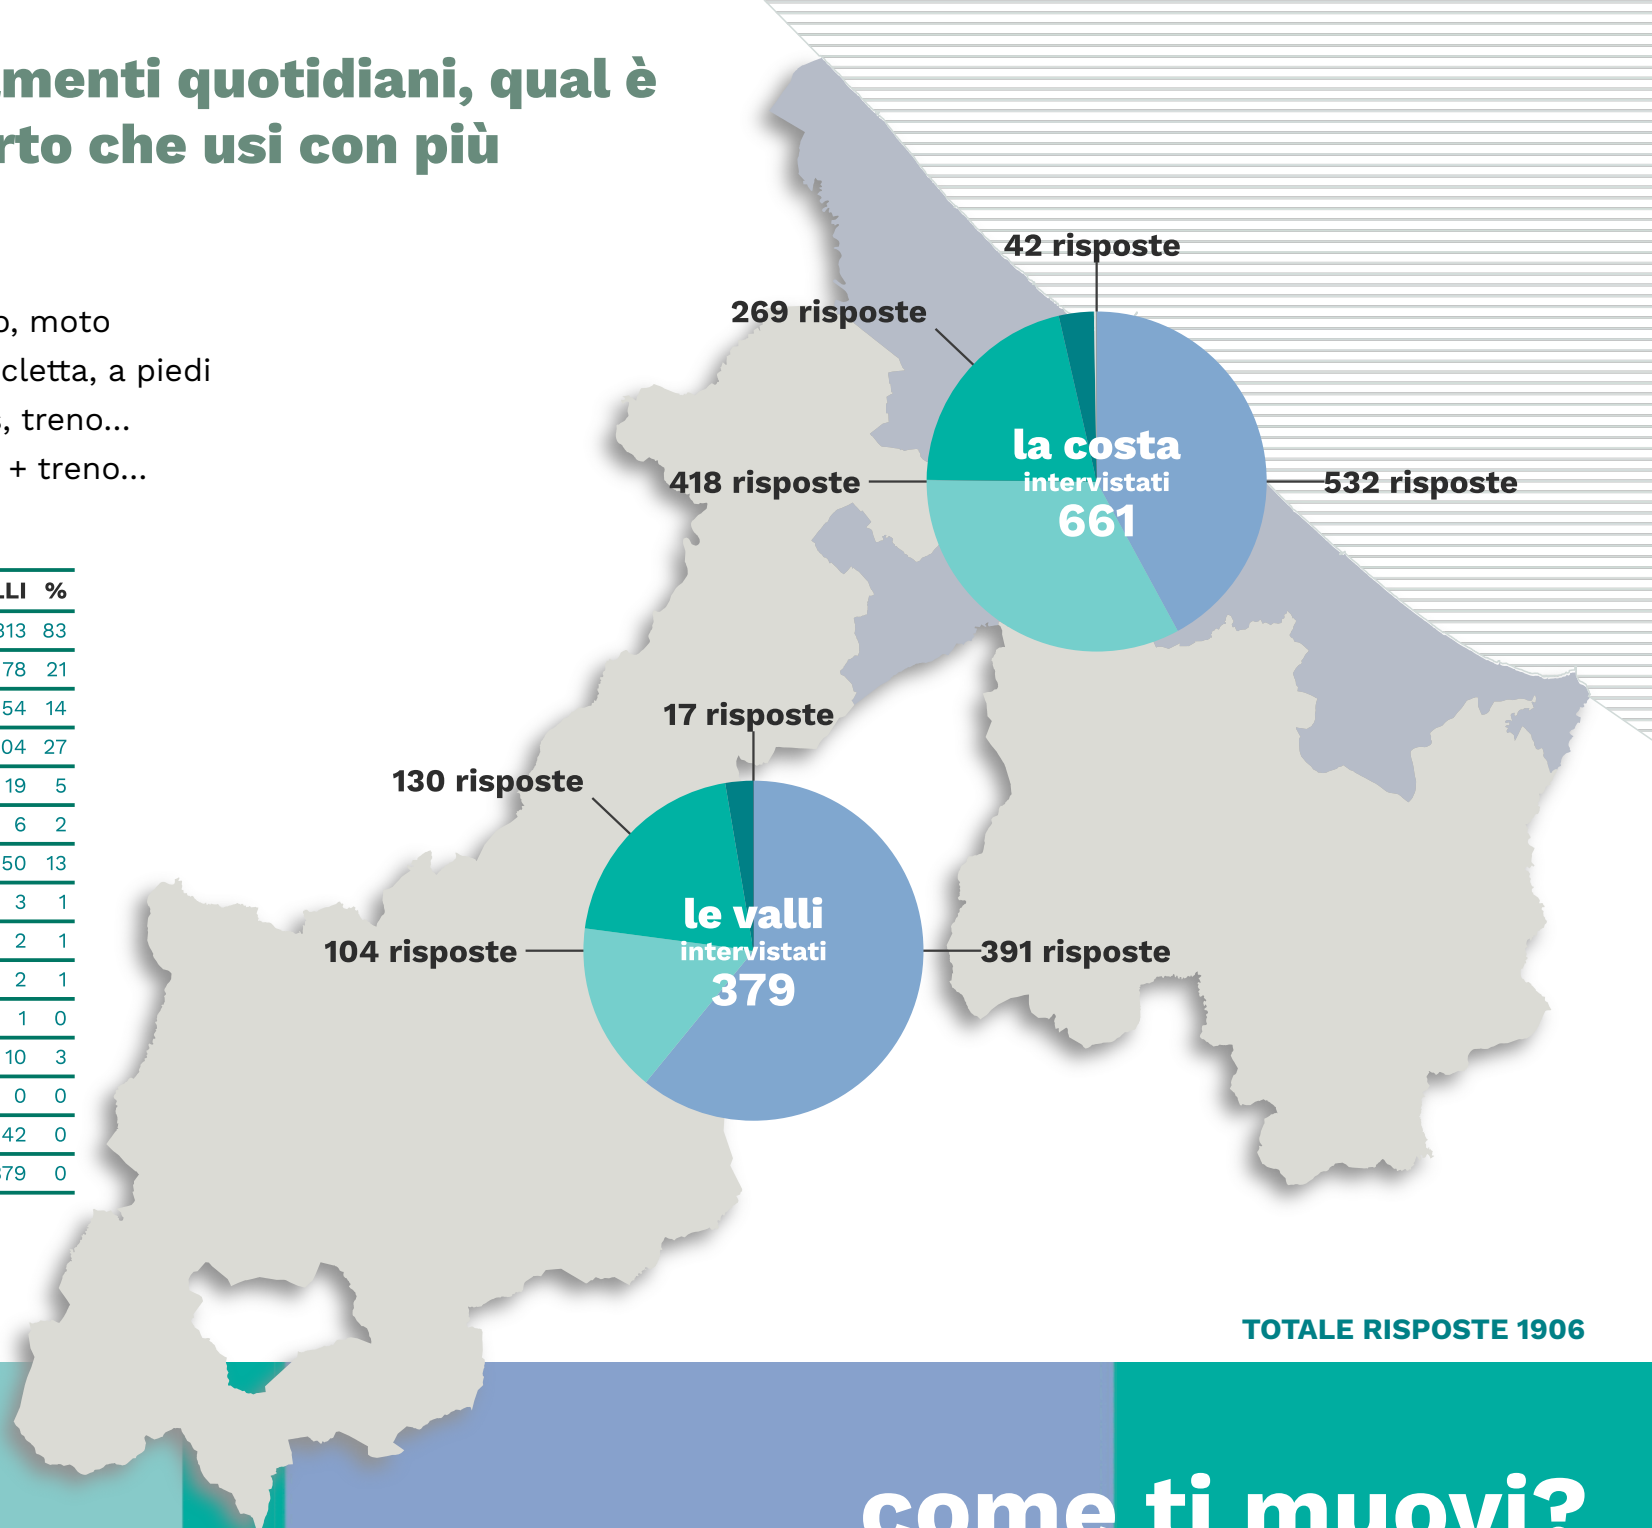 amenti quotidiani, qual è
rto che usi con più
o, moto
cletta, a piedi
s, treno...
+ treno...
LLI %
313 83
78 21
54 14
04 27
19 5
6 2
50 13
3 1
2 1
2 1
1 0
10 3
0 0
42 0
379 0
42 risposte
269 risposte
418 risposte
532 risposte
la costa
intervistati
661
17 risposte
130 risposte
104 risposte
391 risposte
le valli
intervistati
379
TOTALE RISPOSTE 1906
come ti muovi?